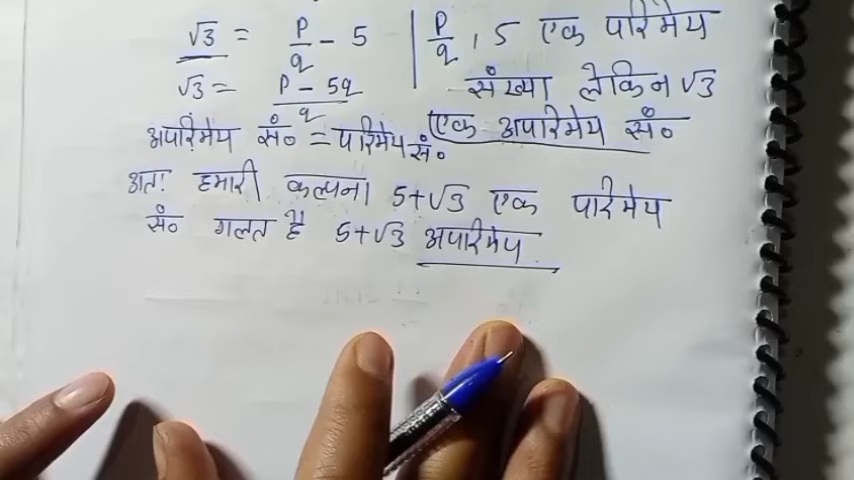 √3 = p/q - 5 | p/q , 5 एक परिमेय
√3 = p - 5q/q | संख्या लेकिन √3
अपरिमेय सं० = परिमेय सं० एक अपरिमेय सं०
अतः हमारी कल्पना 5+√3 एक परिमेय
सं० गलत है 5+√3 अपरिमेय